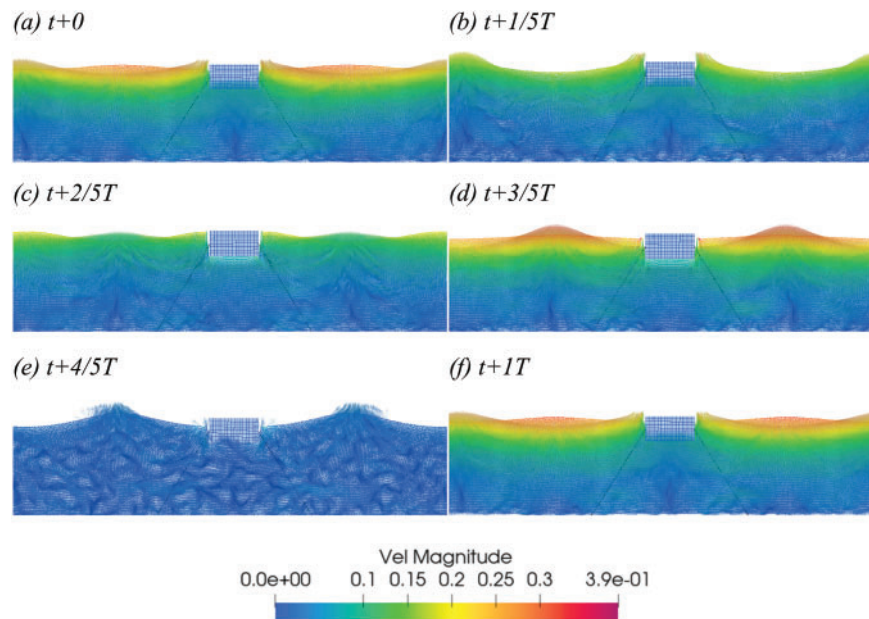 (a) t+0
(b) t+1/5T
(c) t+2/5T
(d) t+3/5T
(e) t+4/5T
(f) t+1T
Vel Magnitude
0.0e+00 0.1 0.15 0.2 0.25 0.3 3.9e-01